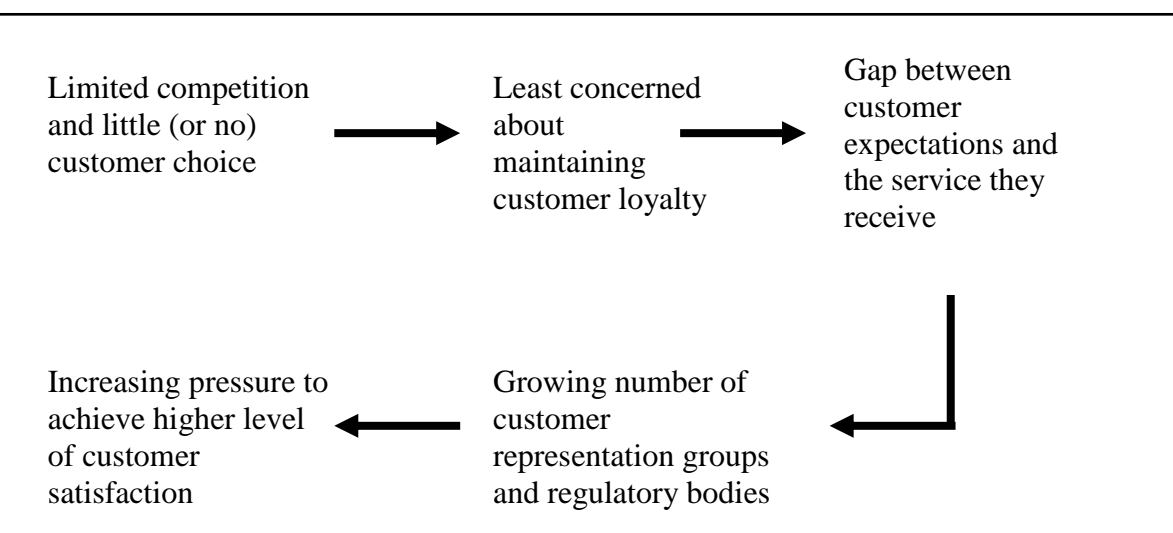 Limited competition
and little (or no)
customer choice
Least concerned
about
maintaining
customer loyalty
Gap between
customer
expectations and
the service they
receive
Growing number of
customer
representation groups
and regulatory bodies
Increasing pressure to
achieve higher level
of customer
satisfaction